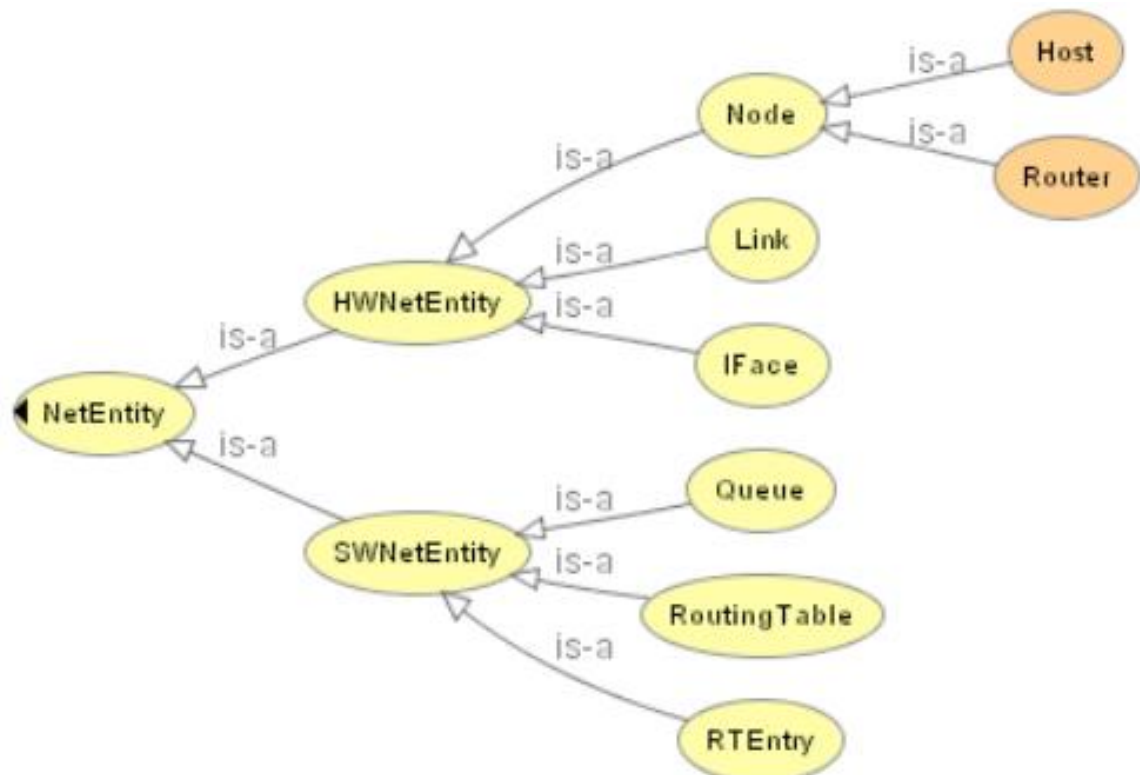 Host
is-a
Node
is-a
Router
is-a
Link
is-a
HWNetEntity
is-a
IFace
is-a
NetEntity
is-a
Queue
is-a
SWNetEntity
is-a
RoutingTable
is-a
RTEntry